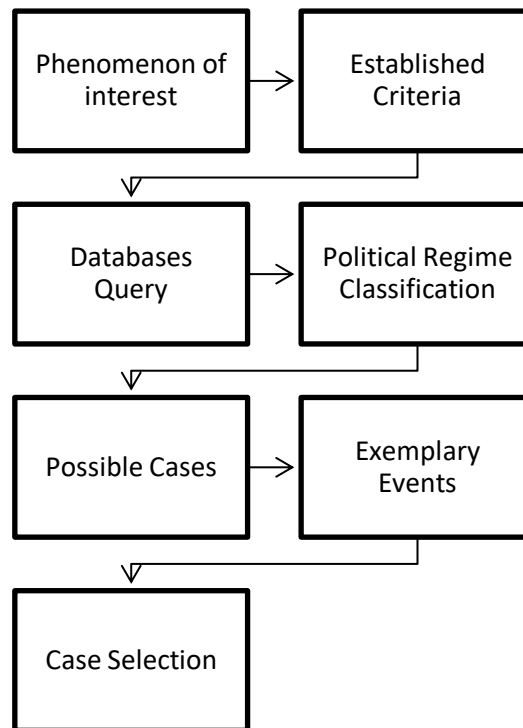 Phenomenon of
interest
Established
Criteria
Databases
Query
Political Regime
Classification
Possible Cases
Exemplary
Events
Case Selection